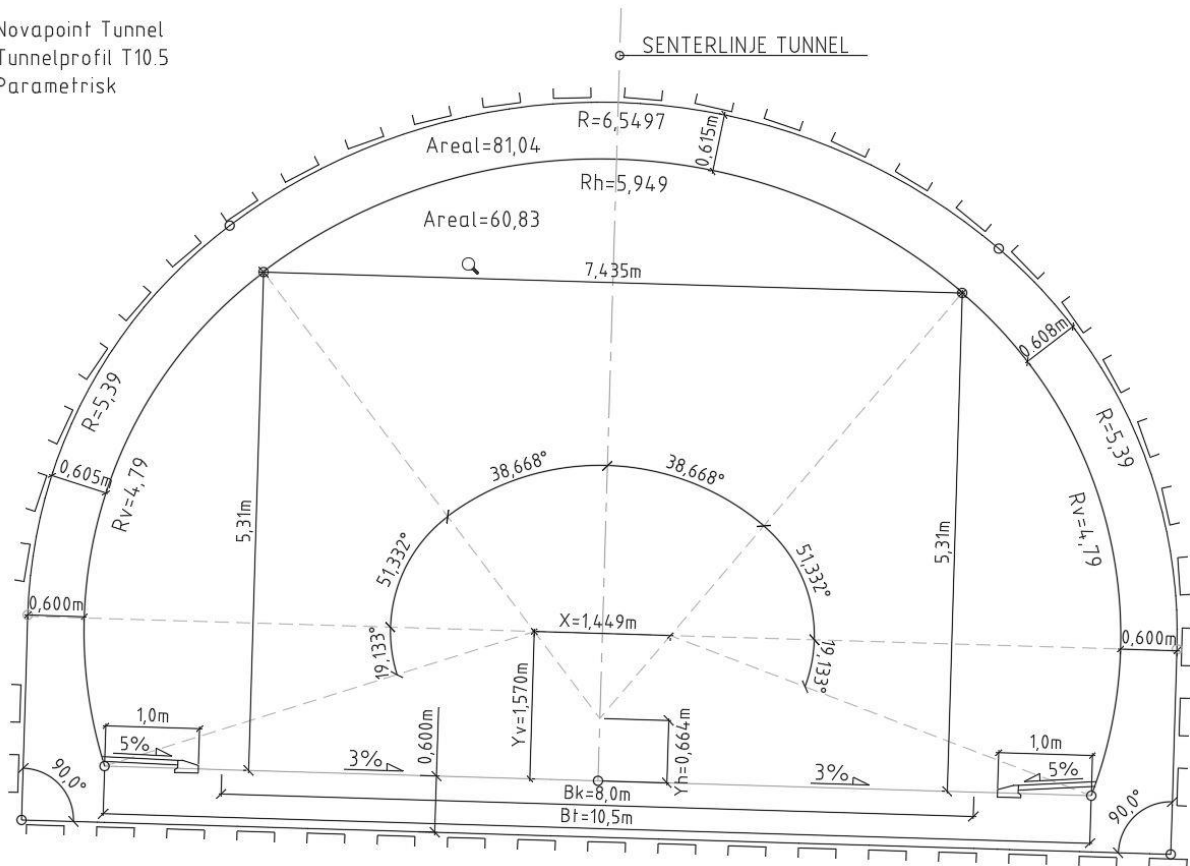 Novapoint Tunnel
Tunnelprofil T10.5
Parametrisk
SENTERLINJE TUNNEL
R=6,5497
0,615m
Areal=81,04
Rh=5,949
Areal=60,83
7,435m
0.608m
R=5,39
R=5,39
0,605m
Rv=4,79
Rv=4,79
38,668°
38,668°
5,31m
5,31m
51,332°
51,332°
0,600m
X=1,449m
0,600m
19,133°
19,133°
Yv=1,570m
Yh=0,664m
1,0m
0,600m
1,0m
5%
3%
3%
5%
90.0°
Bk=8,0m
90.0°
Bt=10,5m